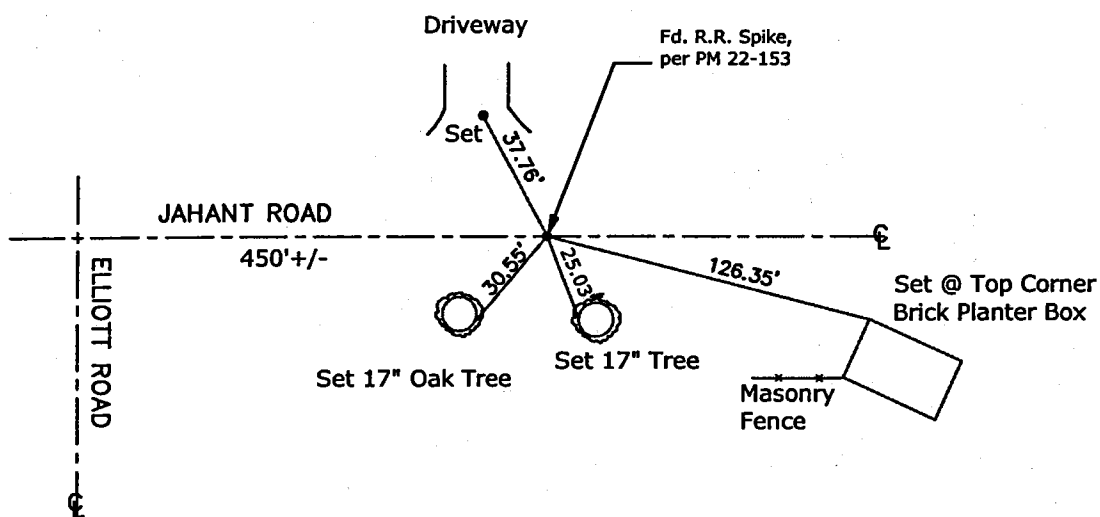 Driveway
Fd. R.R. Spike,
per PM 22-153
Set
37.76'
JAHANT ROAD
450'+/-
℄
ELLIOTT ROAD
30.55'
25.03'
126.35'
Set @ Top Corner
Brick Planter Box
Set 17" Oak Tree
Set 17" Tree
Masonry
Fence
℄